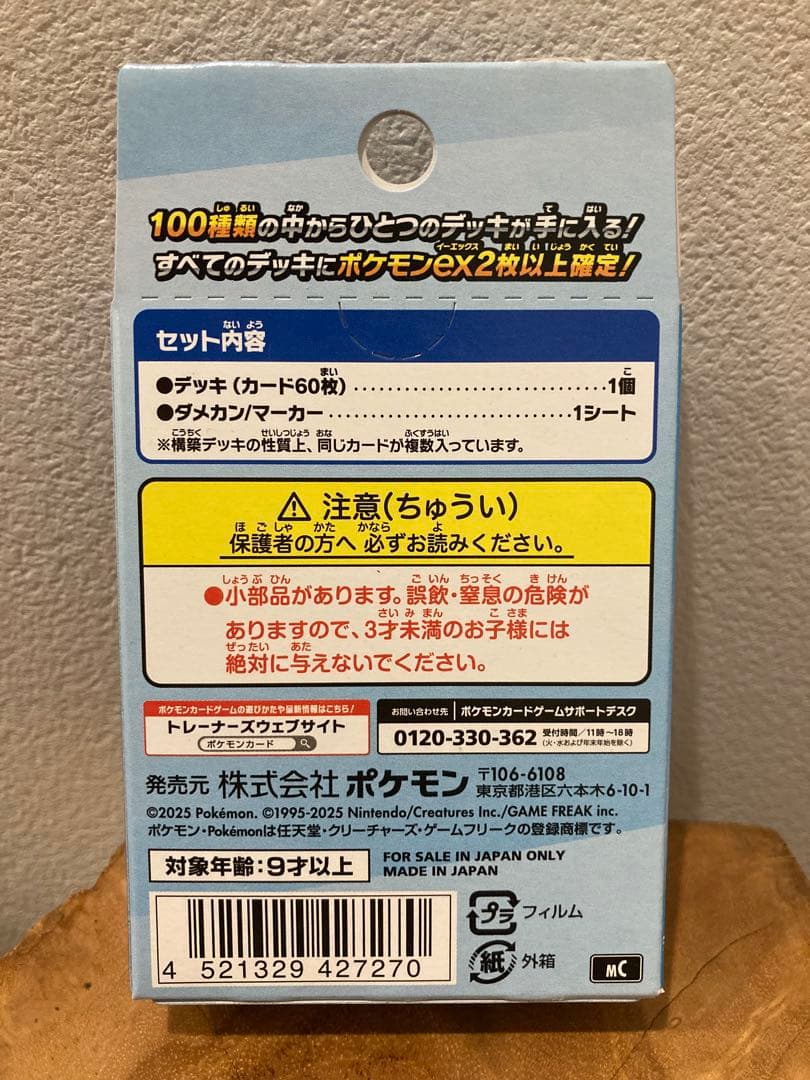 100種類の中からひとつのデッキが手に入る!
すべてのデッキにポケモンex2枚以上確定!
セット内容
●デッキ(カード60枚)..............................1個
●ダメカン/マーカー..............................1シート
※構築デッキの性質上、同じカードが複数入っています。
⚠ 注意(ちゅうい)
保護者の方へ 必ずお読みください。
●小部品があります。誤飲・窒息の危険が
ありますので、3才未満のお子様には
絶対に与えないでください。
ポケモンカードゲームの遊びかたや最新情報はこちら!
トレーナーズウェブサイト
ポケモンカード
お問い合わせ先 ポケモンカードゲームサポートデスク
0120-330-362 受付時間/11時~18時
(火・水および年末年始を除く)
発売元 株式会社 ポケモン 〒106-6108
東京都港区六本木6-10-1
©2025 Pokémon. ©1995-2025 Nintendo/Creatures Inc./GAME FREAK inc.
ポケモン・Pokémonは任天堂・クリーチャーズ・ゲームフリークの登録商標です。
対象年齢:9才以上
FOR SALE IN JAPAN ONLY
MADE IN JAPAN
プラ フィルム
紙 外箱
MC
4 521329 427270